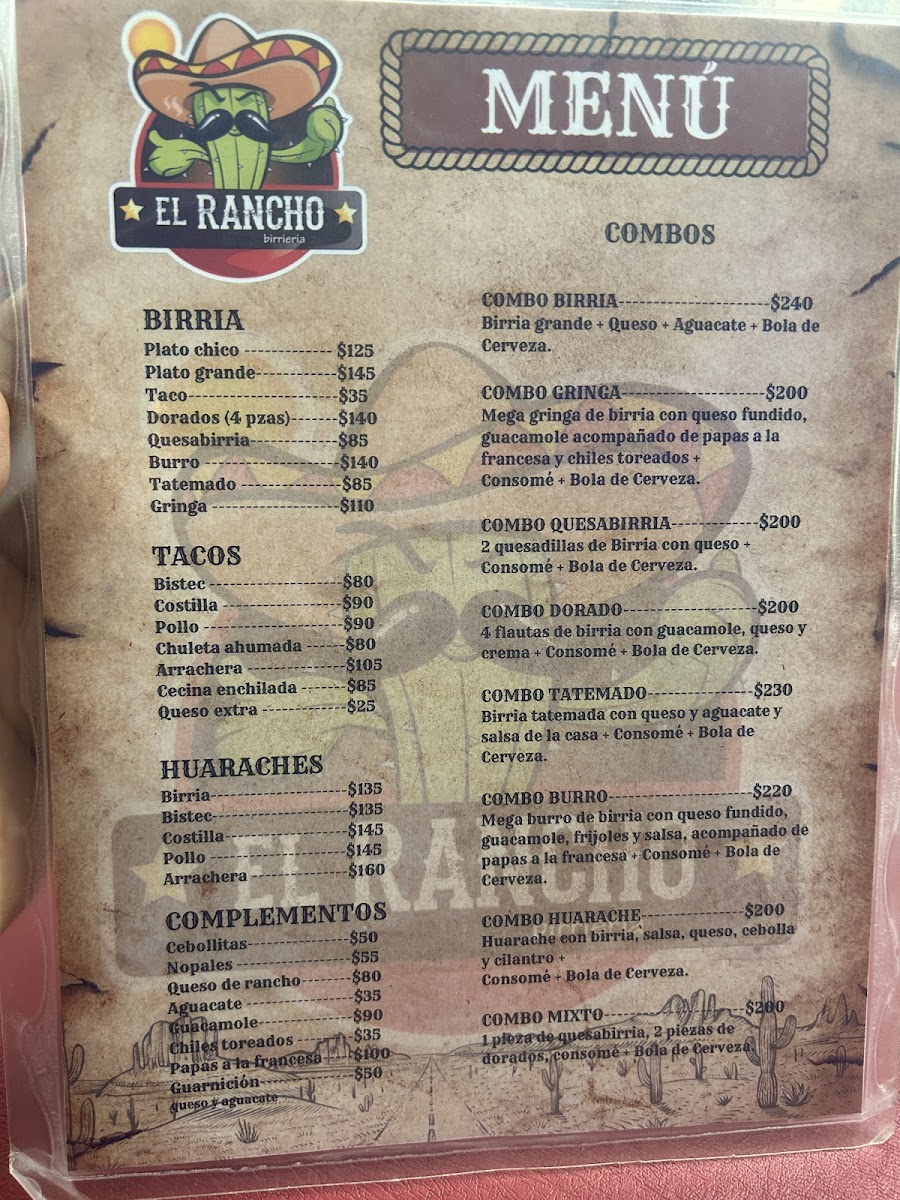 EL RANCHO
birrieria
MENÚ
BIRRIA
Plato chico ------------- $125
Plato grande------------$145
Taco----------------------$35
Dorados (4 pzas)-------$140
Quesabirria-------------$85
Burro --------------------$140
Tatemado ---------------$85
Gringa -------------------$110
TACOS
Bistec --------------------$80
Costilla ------------------$90
Pollo ---------------------$90
Chuleta ahumada ------$80
Arrachera --------------$105
Cecina enchilada -------$85
Queso extra ------------$25
HUARACHES
Birria---------------------$135
Bistec---------------------$135
Costilla-------------------$145
Pollo ---------------------$145
Arrachera ---------------$160
COMPLEMENTOS
Cebollitas----------------$50
Nopales ------------------$55
Queso de rancho--------$80
Aguacate ----------------$35
Guacamole--------------$90
Chiles toreados ---------$35
Papas a la francesa -----$100
Guarnición--------------$50
queso y aguacate
COMBOS
COMBO BIRRIA----------------------$240
Birria grande + Queso + Aguacate + Bola de
Cerveza.
COMBO GRINGA---------------------$200
Mega gringa de birria con queso fundido,
guacamole acompañado de papas a la
francesa y chiles toreados +
Consomé + Bola de Cerveza.
COMBO QUESABIRRIA-------------$200
2 quesadillas de Birria con queso +
Consomé + Bola de Cerveza.
COMBO DORADO--------------------$200
4 flautas de birria con guacamole, queso y
crema + Consomé + Bola de Cerveza.
COMBO TATEMADO----------------$230
Birria tatemada con queso y aguacate y
salsa de la casa + Consomé + Bola de
Cerveza.
COMBO BURRO---------------------$220
Mega burro de birria con queso fundido,
guacamole, frijoles y salsa, acompañado de
papas a la francesa + Consomé + Bola de
Cerveza.
COMBO HUARACHE---------------$200
Huarache con birria, salsa, queso, cebolla
y cilantro +
Consomé + Bola de Cerveza.
COMBO MIXTO---------------------$200
1 pieza de quesabirria, 2 piezas de
dorados, consomé + Bola de Cerveza.
EL RANCHO